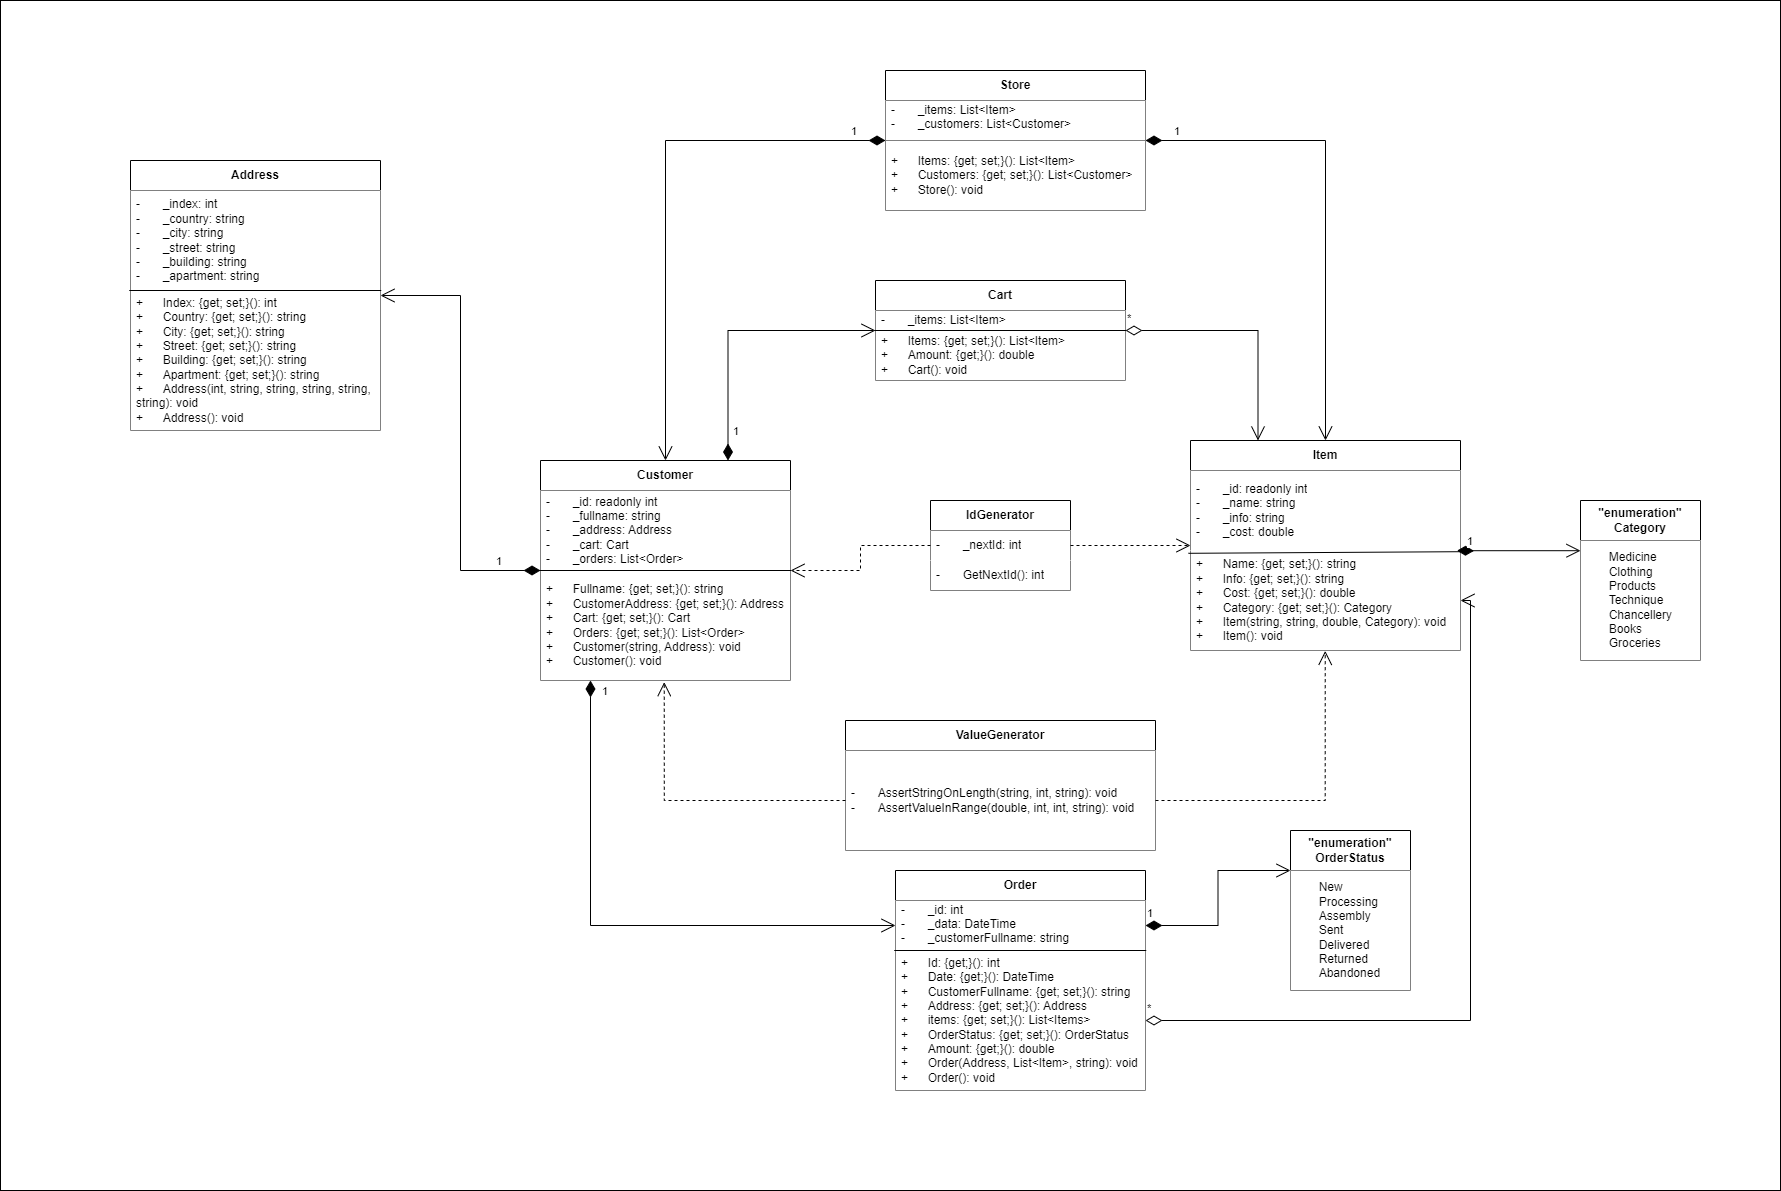 Store
- _items: List<Item>
- _customers: List<Customer>
1
1
+ Items: {get; set;}(): List<Item>
+ Customers: {get; set;}(): List<Customer>
+ Store(): void
Address
- _index: int
- _country: string
- _city: string
- _street: string
- _building: string
- _apartment: string
+ Index: {get; set;}(): int
+ Country: {get; set;}(): string
+ City: {get; set;}(): string
+ Street: {get; set;}(): string
+ Building: {get; set;}(): string
+ Apartment: {get; set;}(): string
+ Address(int, string, string, string, string,
string): void
+ Address(): void
Cart
- _items: List<Item>
*
+ Items: {get; set;}(): List<Item>
+ Amount: {get;}(): double
+ Cart(): void
1
Customer
- _id: readonly int
- _fullname: string
- _address: Address
- _cart: Cart
- _orders: List<Order>
1
+ Fullname: {get; set;}(): string
+ CustomerAddress: {get; set;}(): Address
+ Cart: {get; set;}(): Cart
+ Orders: {get; set;}(): List<Order>
+ Customer(string, Address): void
+ Customer(): void
1
IdGenerator
- _nextId: int
- GetNextId(): int
Item
- _id: readonly int
- _name: string
- _info: string
- _cost: double
1
+ Name: {get; set;}(): string
+ Info: {get; set;}(): string
+ Cost: {get; set;}(): double
+ Category: {get; set;}(): Category
+ Item(string, string, double, Category): void
+ Item(): void
"enumeration"
Category
Medicine
Clothing
Products
Technique
Chancellery
Books
Groceries
ValueGenerator
- AssertStringOnLength(string, int, string): void
- AssertValueInRange(double, int, int, string): void
"enumeration"
OrderStatus
New
Processing
Assembly
Sent
Delivered
Returned
Abandoned
Order
- _id: int
- _data: DateTime
- _customerFullname: string
1
+ Id: {get;}(): int
+ Date: {get;}(): DateTime
+ CustomerFullname: {get; set;}(): string
+ Address: {get; set;}(): Address
+ items: {get; set;}(): List<Items>
+ OrderStatus: {get; set;}(): OrderStatus
+ Amount: {get;}(): double
+ Order(Address, List<Item>, string): void
+ Order(): void
*